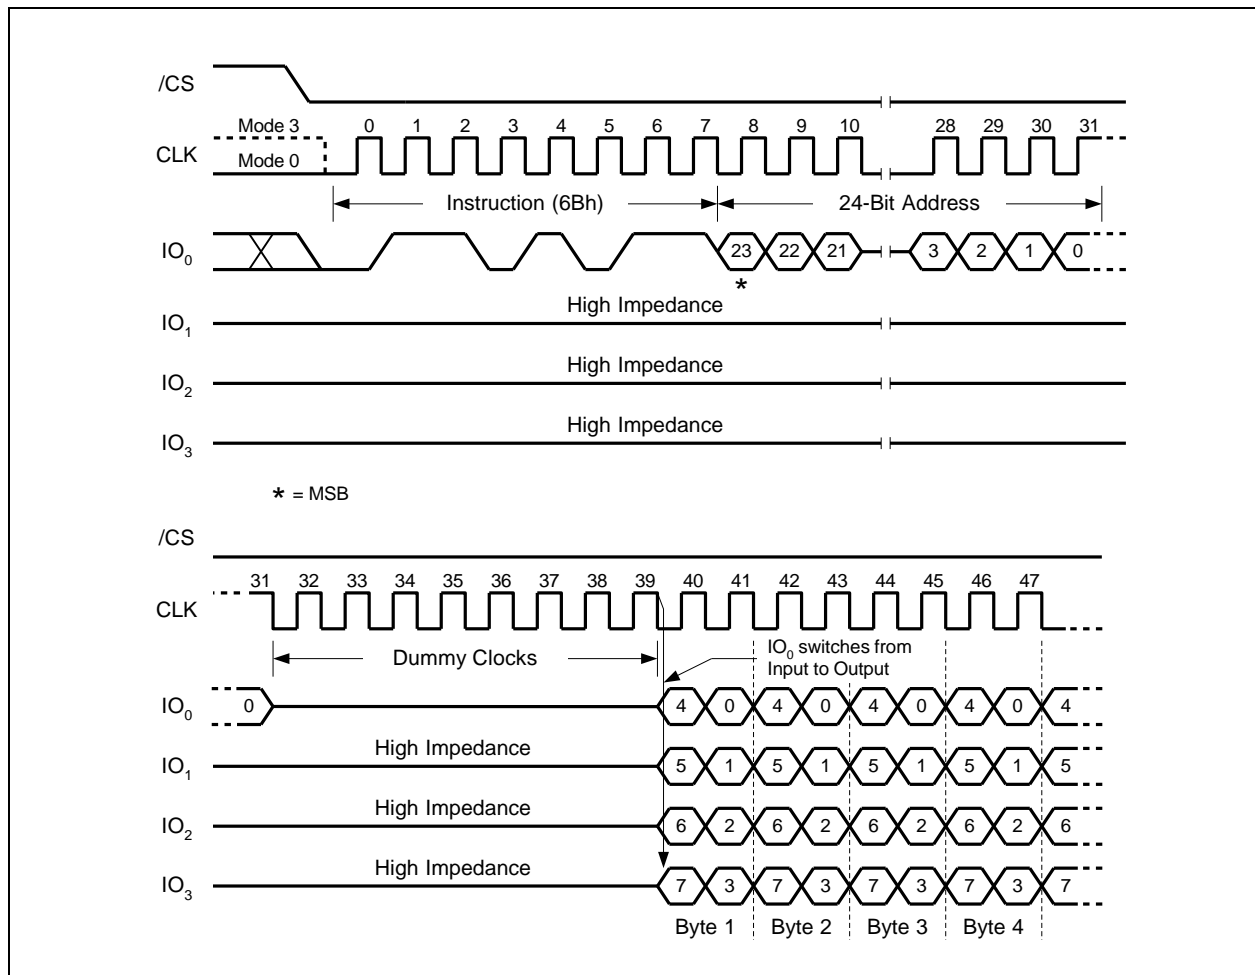 /CS
Mode 3 0 1 2 3 4 5 6 7 8 9 10 28 29 30 31
CLK Mode 0
Instruction (6Bh) 24-Bit Address
IO0 23 22 21 3 2 1 0
*
High Impedance
IO1
High Impedance
IO2
High Impedance
IO3
* = MSB
/CS
31 32 33 34 35 36 37 38 39 40 41 42 43 44 45 46 47
CLK
Dummy Clocks
IO0 switches from
Input to Output
IO0 0 4 0 4 0 4 0 4 0 4
High Impedance
IO1 5 1 5 1 5 1 5 1 5
High Impedance
IO2 6 2 6 2 6 2 6 2 6
High Impedance
IO3 7 3 7 3 7 3 7 3 7
Byte 1 Byte 2 Byte 3 Byte 4